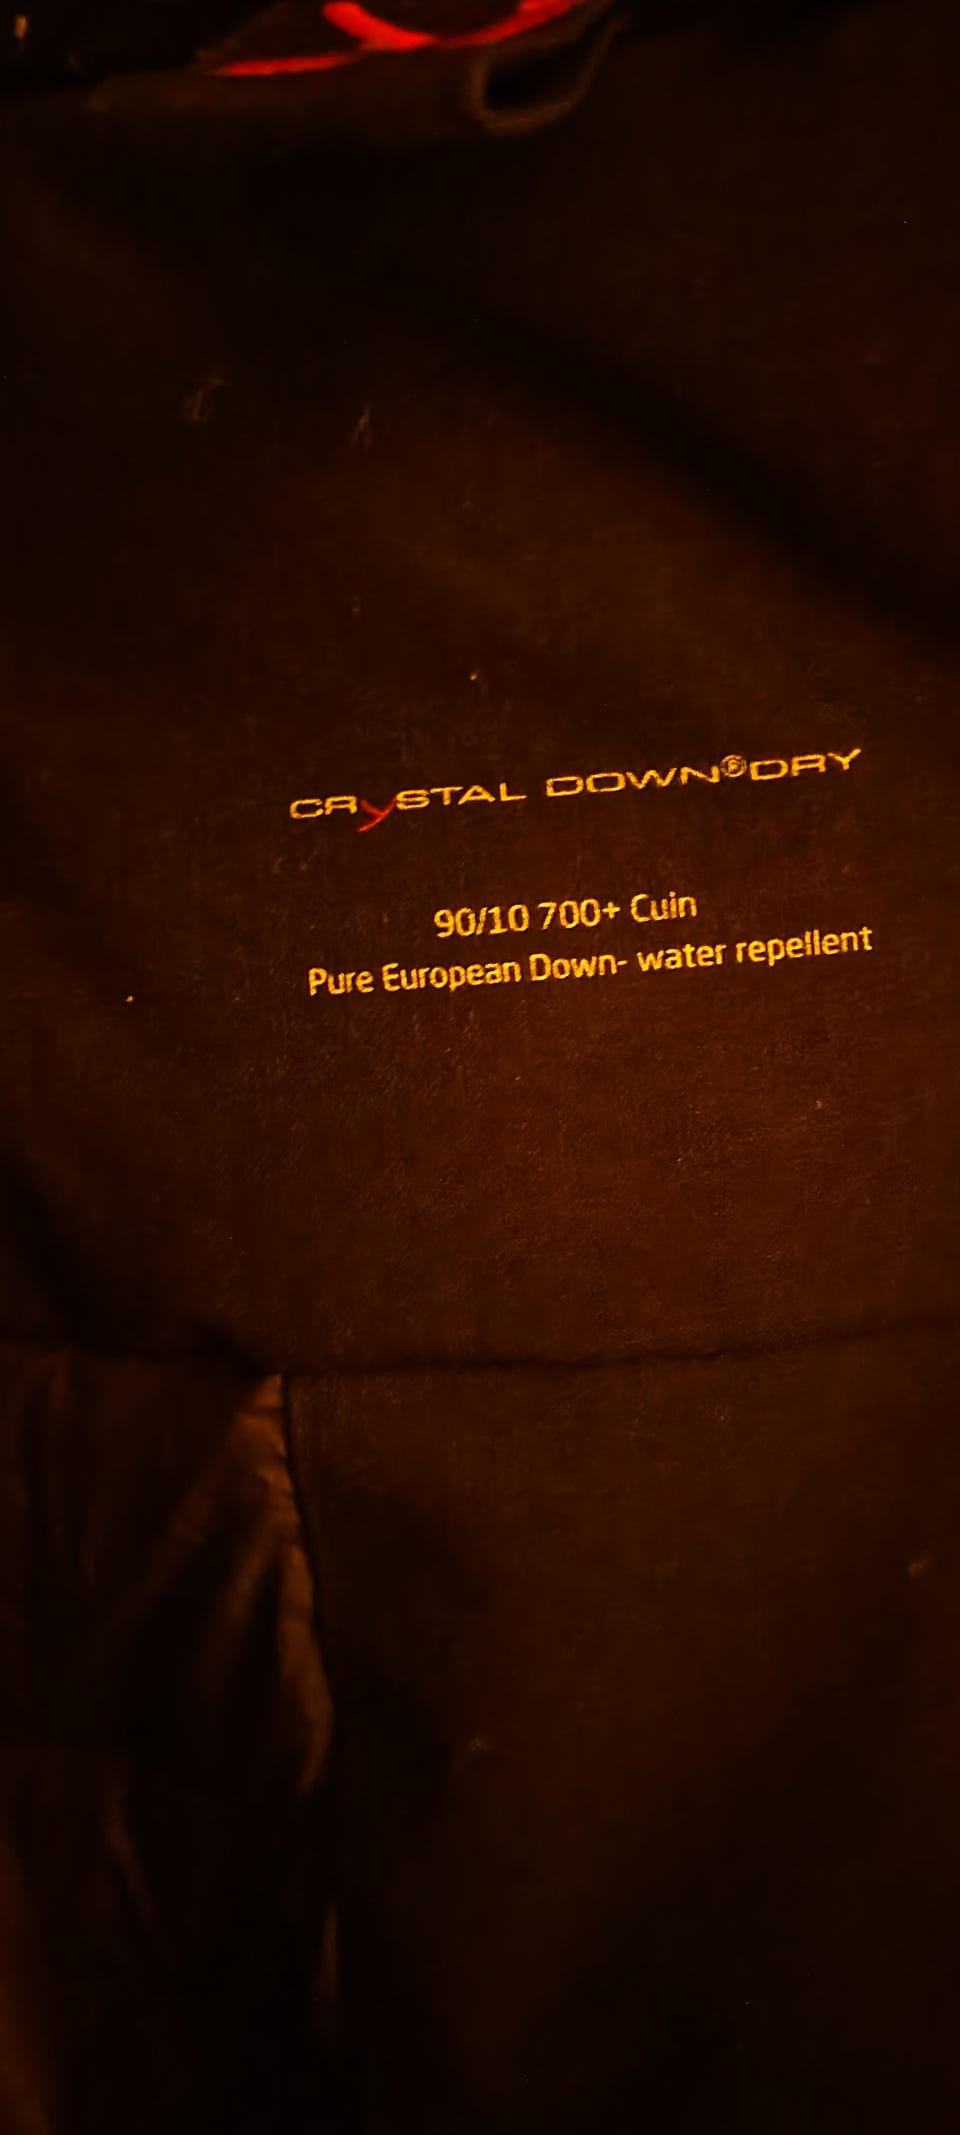 CRySTAL DOWN®DRY
90/10 700+ Cuin
Pure European Down- water repellent